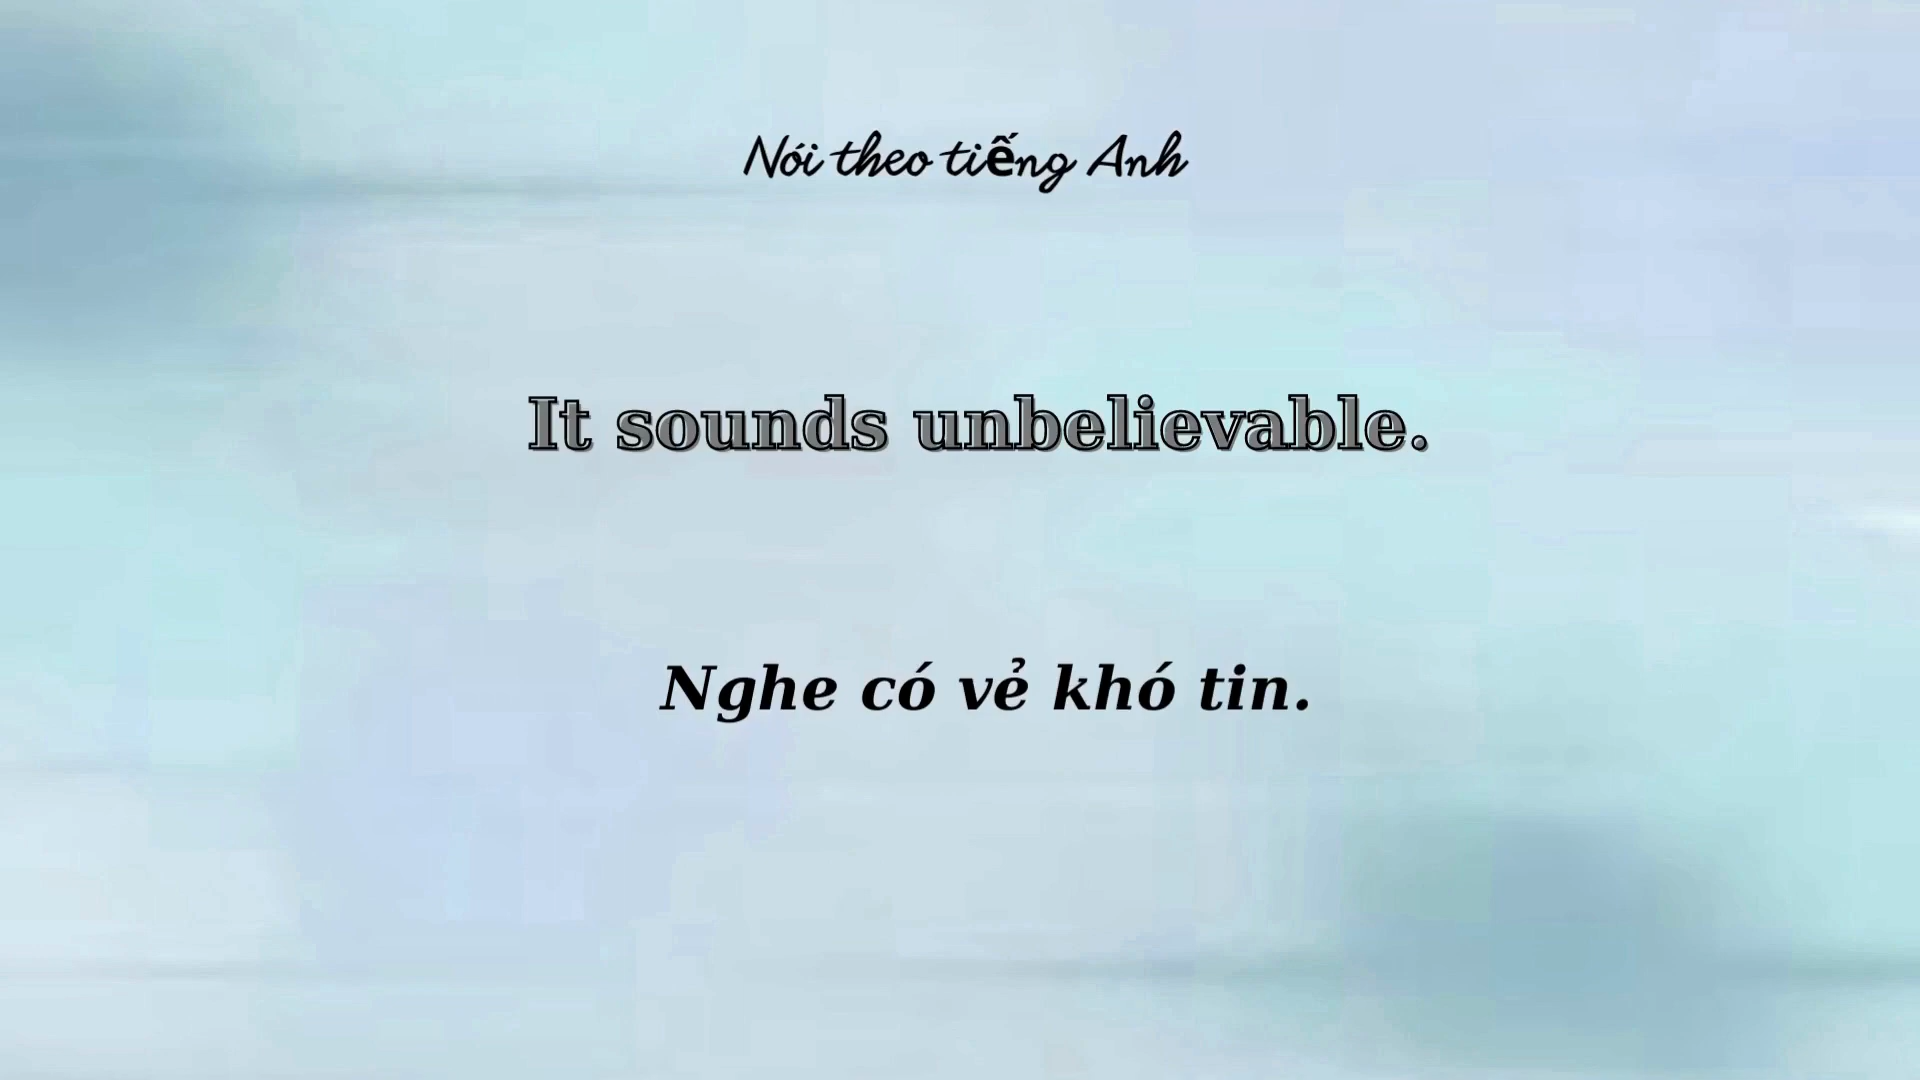 Nói theo tiếng Anh
It sounds unbelievable.
Nghe có vẻ khó tin.